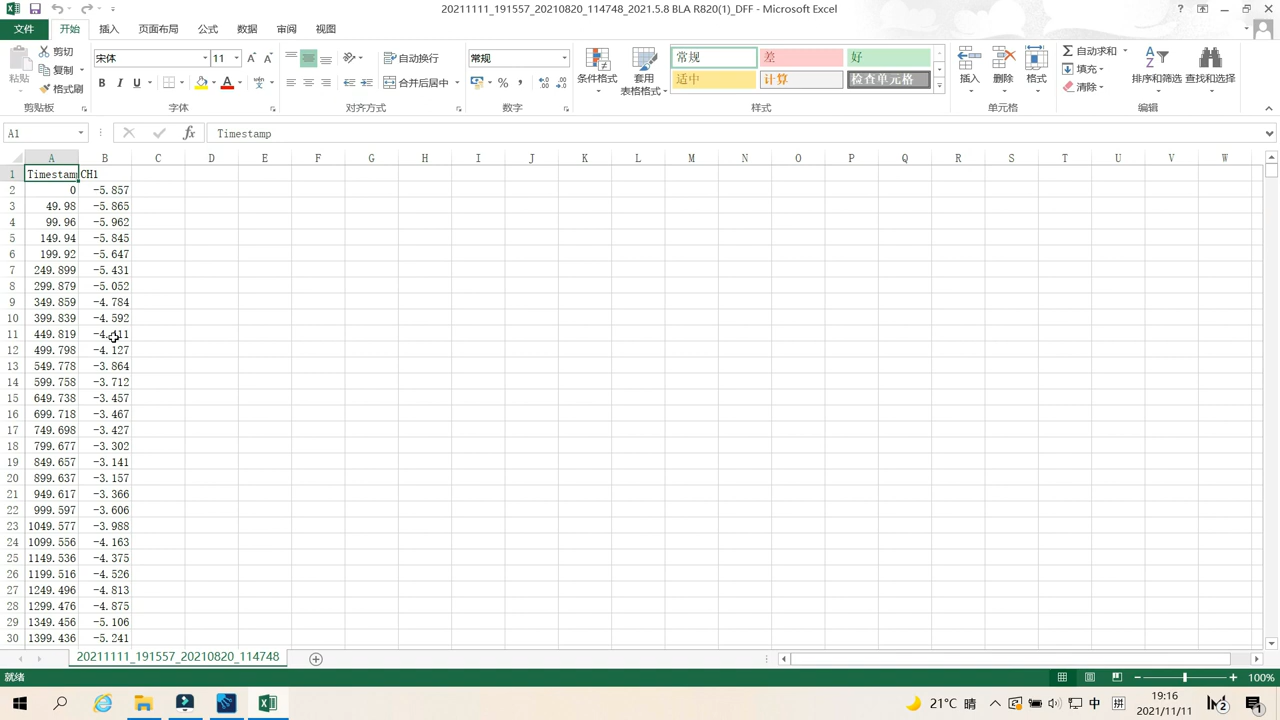 20211111_191557_20210820_114748_2021.5.8 BLA R820(1)_DFF - Microsoft Excel
文件 开始 插入 页面布局 公式 数据 审阅 视图
粘贴 剪切 复制 格式刷
宋体 11 B I U A
自动换行 合并后居中
常规 %
条件格式 套用表格格式
常规 差 好
适中 计算 检查单元格
插入 删除 格式
自动求和 填充 清除
排序和筛选 查找和选择
剪贴板 字体 对齐方式 数字 样式 单元格 编辑
A1 fx Timestamp
A B C D E F G H I J K L M N O P Q R S T U V W
1 Timestamp CH1
2 0 -5.857
3 49.98 -5.865
4 99.96 -5.962
5 149.94 -5.845
6 199.92 -5.647
7 249.899 -5.431
8 299.879 -5.052
9 349.859 -4.784
10 399.839 -4.592
11 449.819
12 499.798 -4.127
13 549.778 -3.864
14 599.758 -3.712
15 649.738 -3.457
16 699.718 -3.467
17 749.698 -3.427
18 799.677 -3.302
19 849.657 -3.141
20 899.637 -3.157
21 949.617 -3.366
22 999.597 -3.606
23 1049.577 -3.988
24 1099.556 -4.163
25 1149.536 -4.375
26 1199.516 -4.526
27 1249.496 -4.813
28 1299.476 -4.875
29 1349.456 -5.106
30 1399.436 -5.241
20211111_191557_20210820_114748
就绪 100%
21°C 晴 中 拼 19:16 2
2021/11/11 1